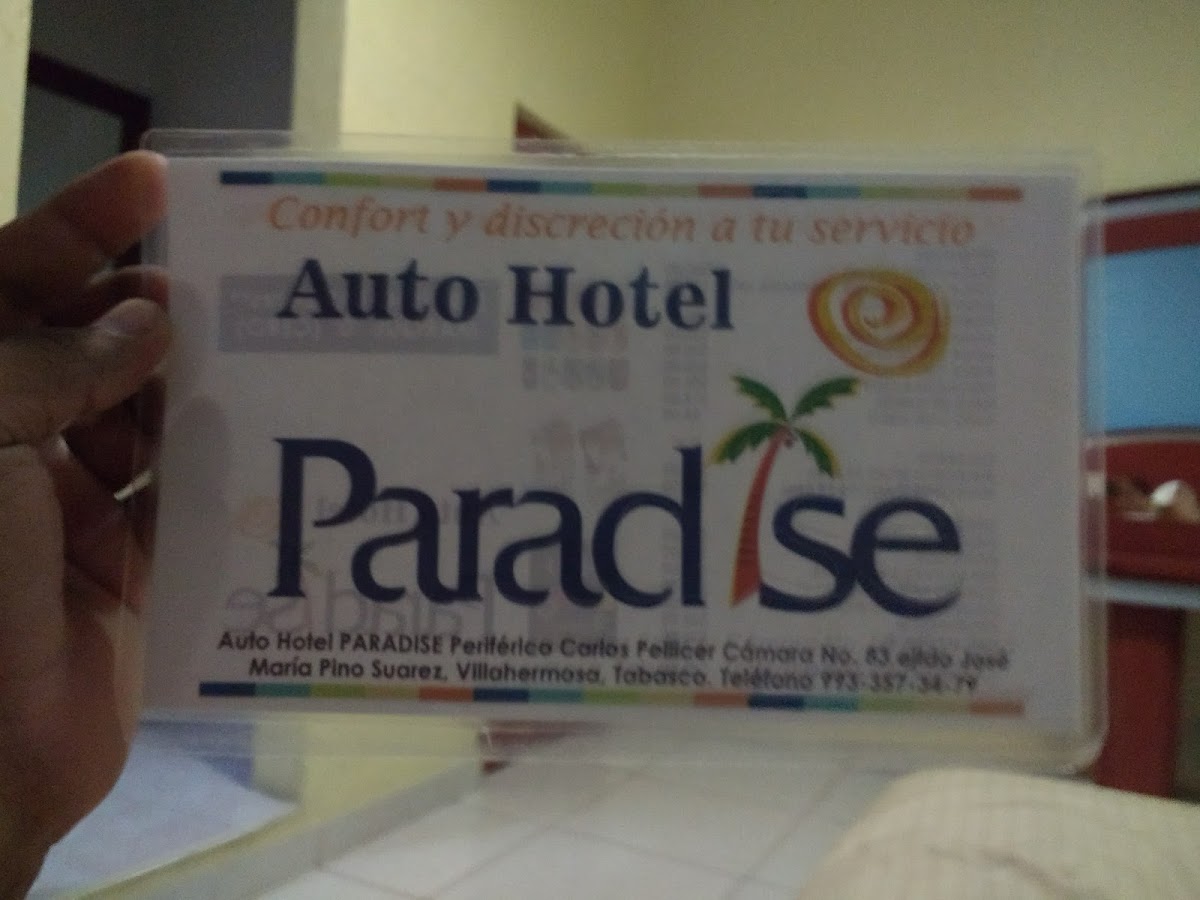 Confort y discreción a tu servicio
Auto Hotel
Paradise
Auto Hotel PARADISE Periférico Carlos Pellicer Cámara No. 83 ejido José
María Pino Suarez, Villahermosa, Tabasco. Teléfono 993-357-34-79